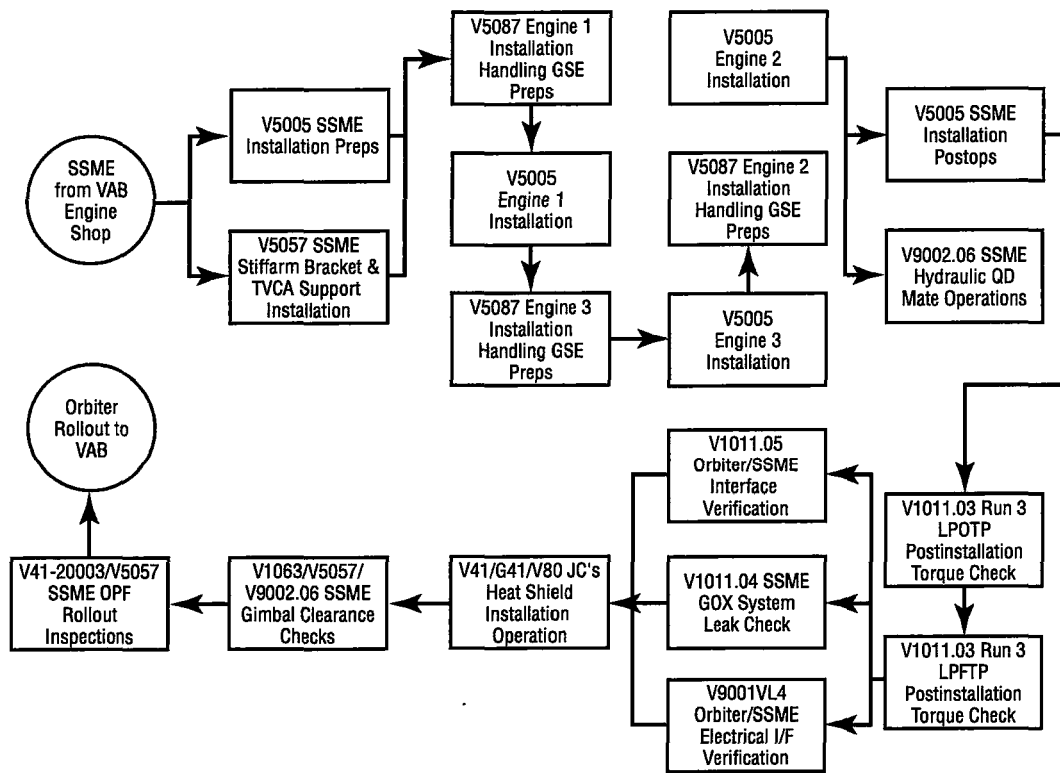 SSME
from VAB
Engine
Shop
V5005 SSME
Installation Preps
V5057 SSME
Stiffarm Bracket &
TVCA Support
Installation
V5087 Engine 1
Installation
Handling GSE
Preps
V5005
Engine 1
Installation
V5087 Engine 3
Installation
Handling GSE
Preps
V5005
Engine 3
Installation
V5087 Engine 2
Installation
Handling GSE
Preps
V5005
Engine 2
Installation
V5005 SSME
Installation
Postops
V9002.06 SSME
Hydraulic QD
Mate Operations
V1011.03 Run 3
LPOTP
Postinstallation
Torque Check
V1011.03 Run 3
LPFTP
Postinstallation
Torque Check
V1011.05
Orbiter/SSME
Interface
Verification
V1011.04 SSME
GOX System
Leak Check
V9001VL4
Orbiter/SSME
Electrical I/F
Verification
V41/G41/V80 JC's
Heat Shield
Installation
Operation
V1063/V5057/
V9002.06 SSME
Gimbal Clearance
Checks
V41-20003/V5057
SSME OPF
Rollout
Inspections
Orbiter
Rollout to
VAB